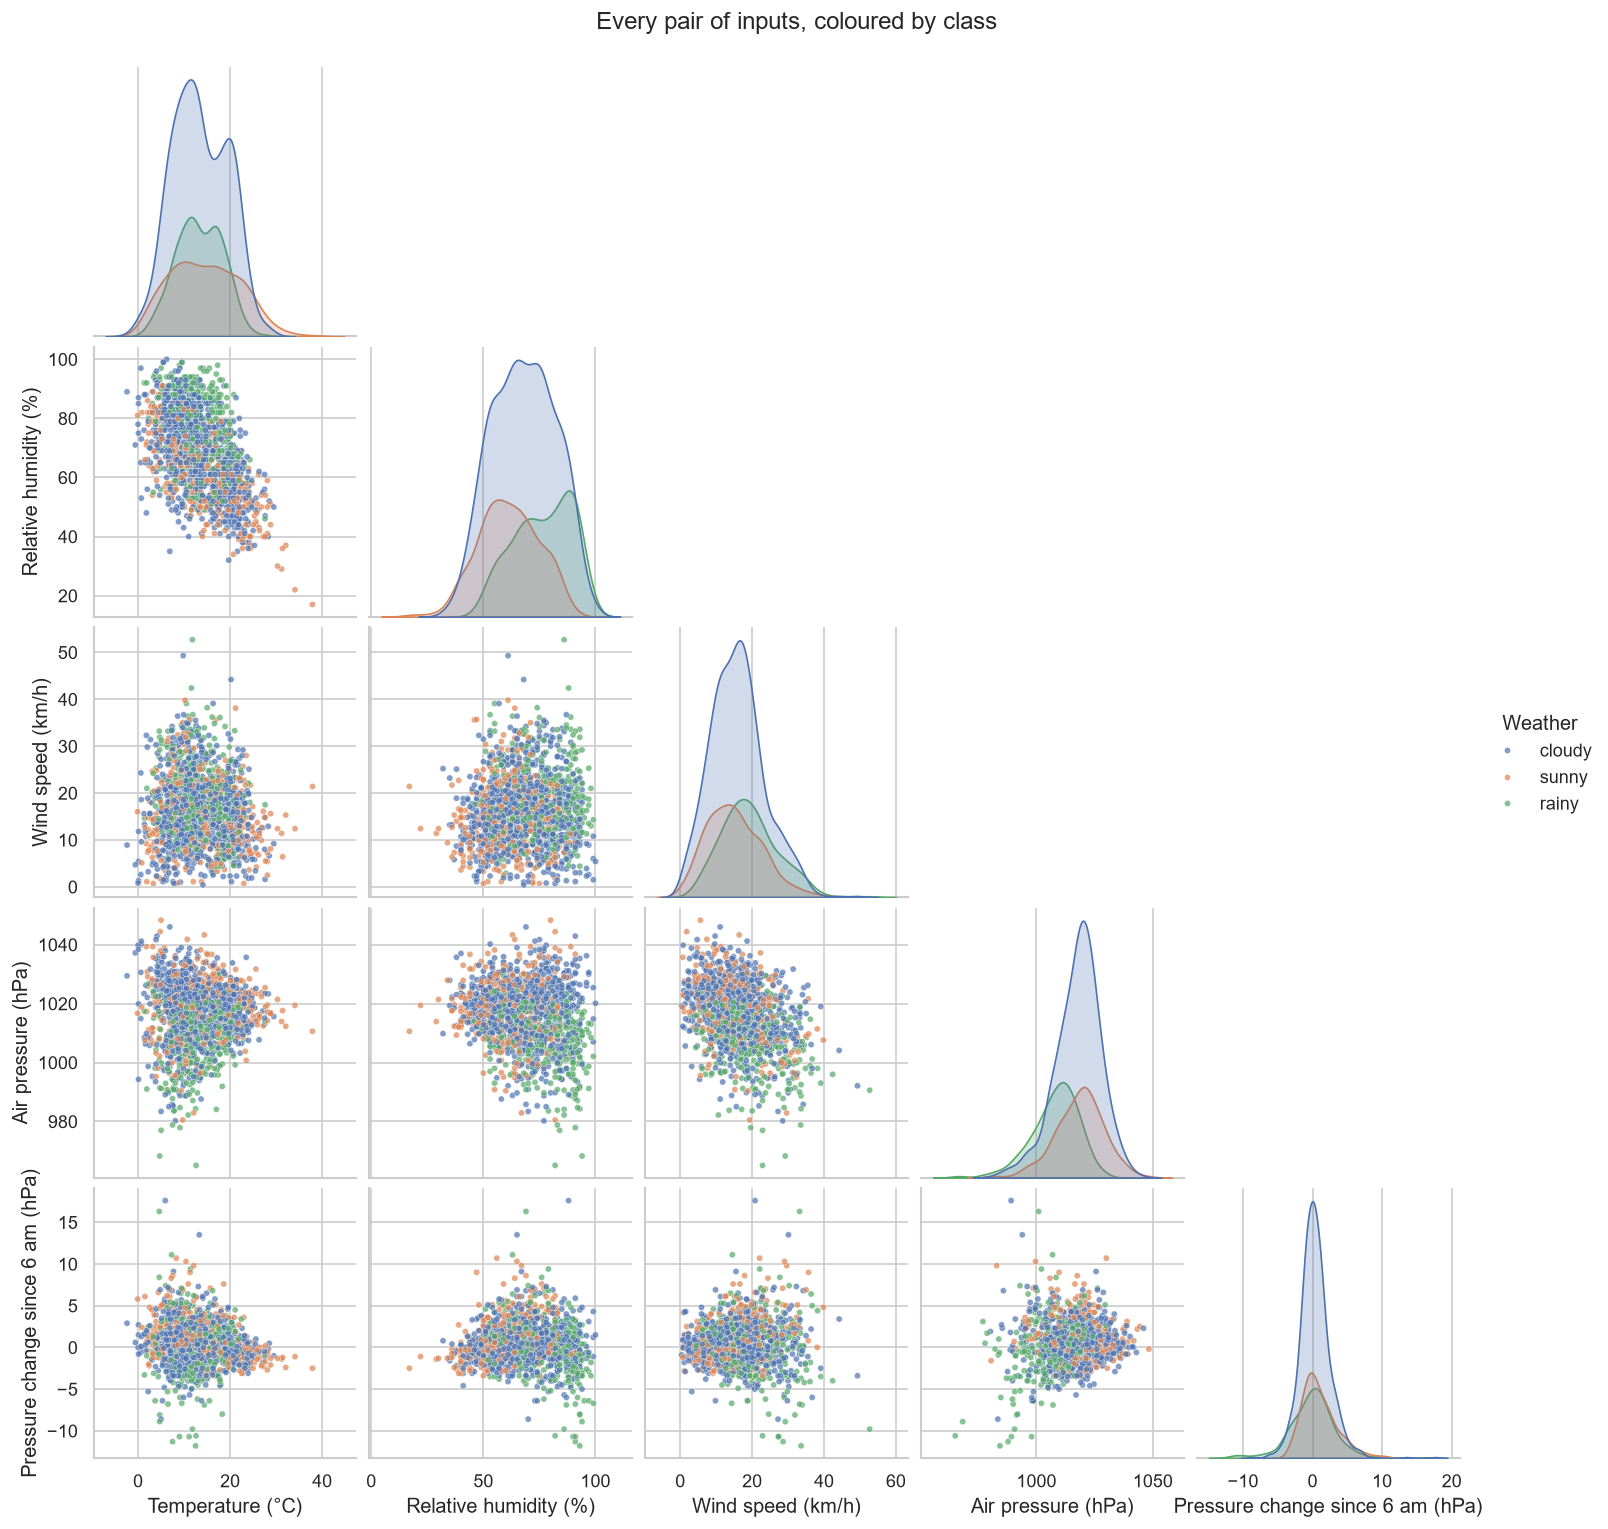 Every pair of inputs, coloured by class
Relative humidity (%)
100
80
60
40
20
Wind speed (km/h)
50
40
30
20
10
0
Weather
cloudy
sunny
rainy
Air pressure (hPa)
1040
1020
1000
980
Pressure change since 6 am (hPa)
15
10
5
0
−5
−10
0 20 40
0 50 100
0 20 40 60
1000 1050
−10 0 10 20
Temperature (°C)
Relative humidity (%)
Wind speed (km/h)
Air pressure (hPa)
Pressure change since 6 am (hPa)